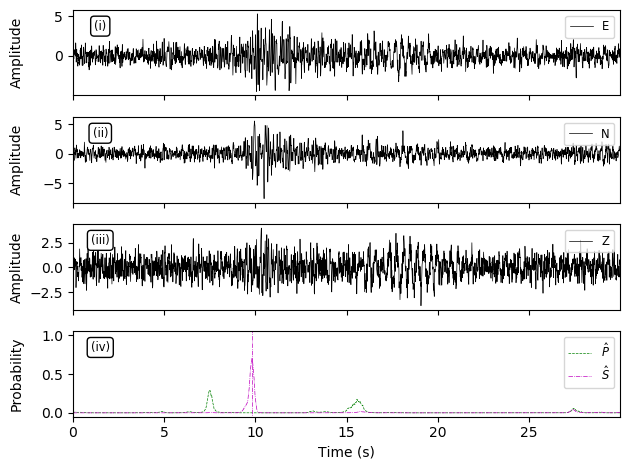 (i)
E
5
0
Amplitude
(ii)
N
5
0
−5
Amplitude
(iii)
Z
2.5
0.0
−2.5
Amplitude
(iv)
P̂
Ŝ
1.0
0.5
0.0
Probability
0 5 10 15 20 25
Time (s)